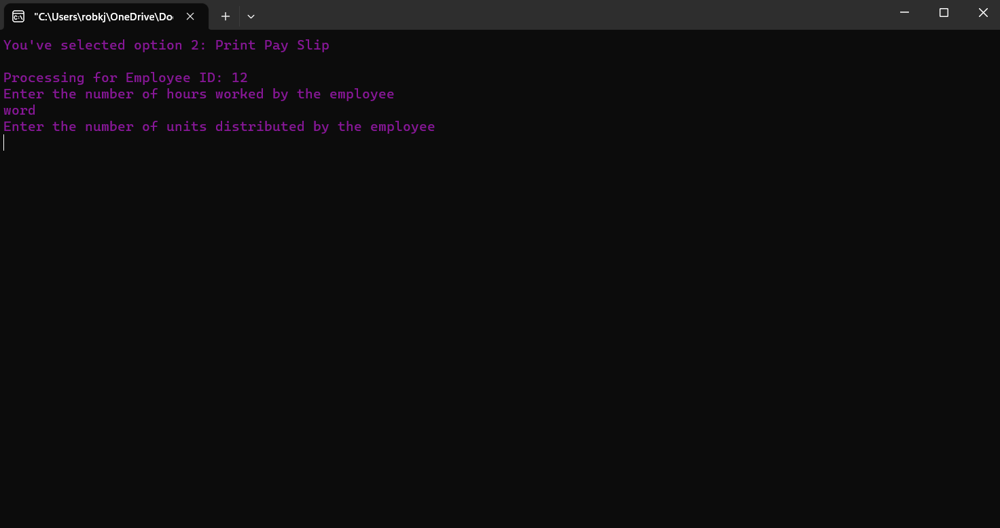 "C:\Users\robkj\OneDrive\Do
You've selected option 2: Print Pay Slip
Processing for Employee ID: 12
Enter the number of hours worked by the employee
word
Enter the number of units distributed by the employee